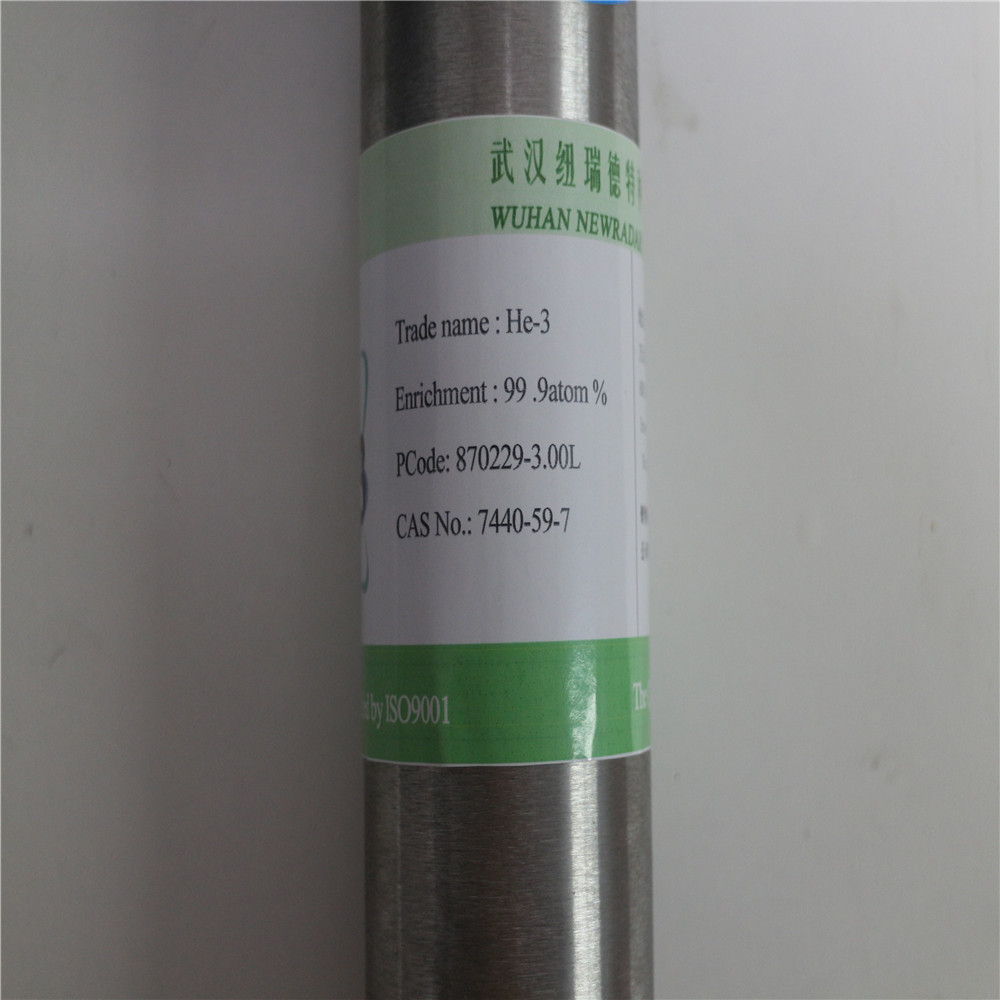 武汉纽瑞德特
WUHAN NEWRADA
Trade name : He-3
Enrichment : 99 .9atom %
PCode: 870229-3.00L
CAS No.: 7440-59-7
by ISO9001
The